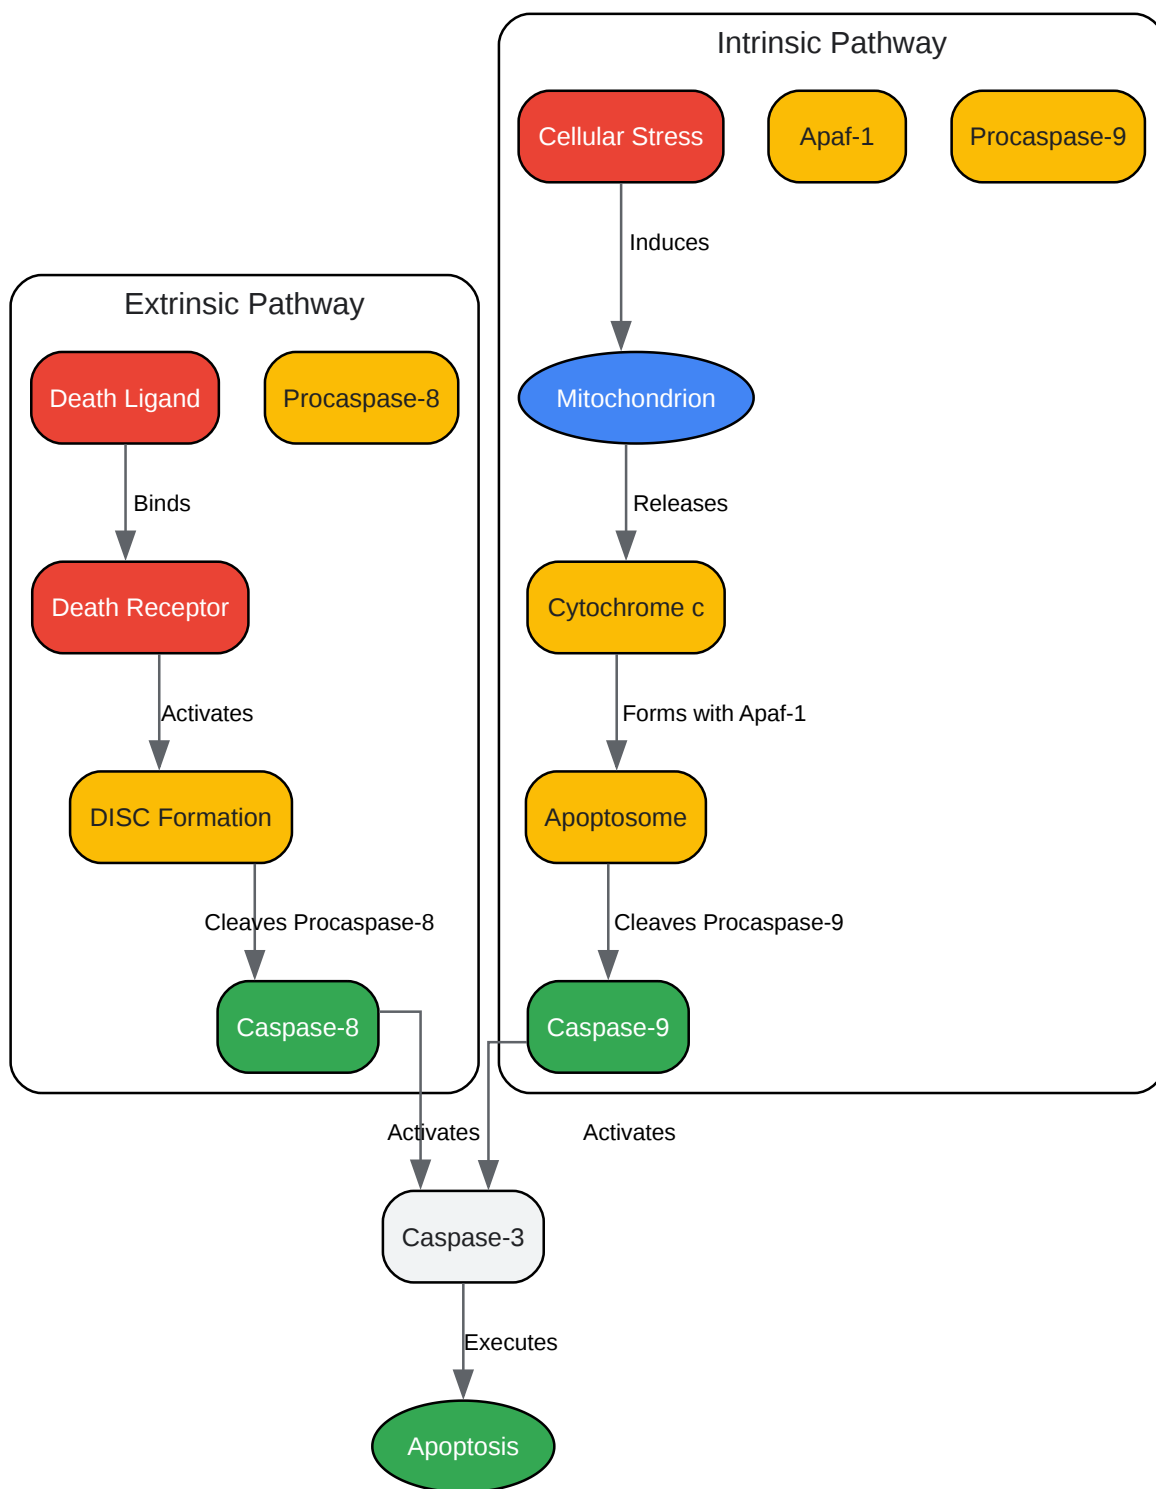 Intrinsic Pathway
Cellular Stress
Apaf-1
Procaspase-9
Induces
Extrinsic Pathway
Death Ligand
Procaspase-8
Mitochondrion
Binds
Releases
Death Receptor
Cytochrome c
Activates
Forms with Apaf-1
DISC Formation
Apoptosome
Cleaves Procaspase-8
Cleaves Procaspase-9
Caspase-8
Caspase-9
Activates
Activates
Caspase-3
Executes
Apoptosis